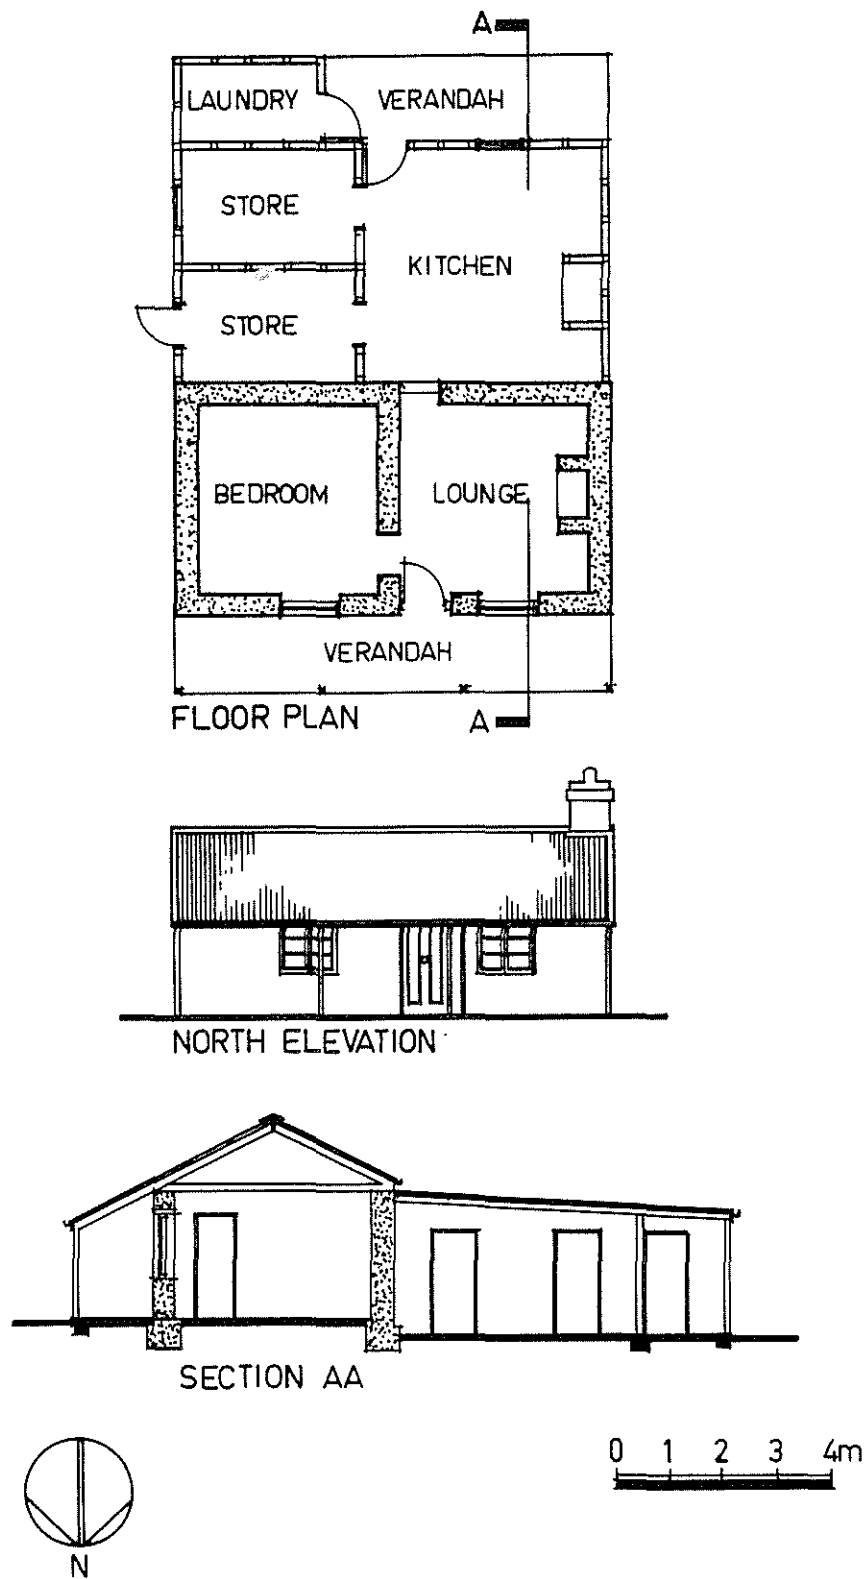 A
LAUNDRY VERANDAH
STORE
KITCHEN
STORE
BEDROOM LOUNGE
VERANDAH
FLOOR PLAN A
NORTH ELEVATION
SECTION AA
0 1 2 3 4m
N